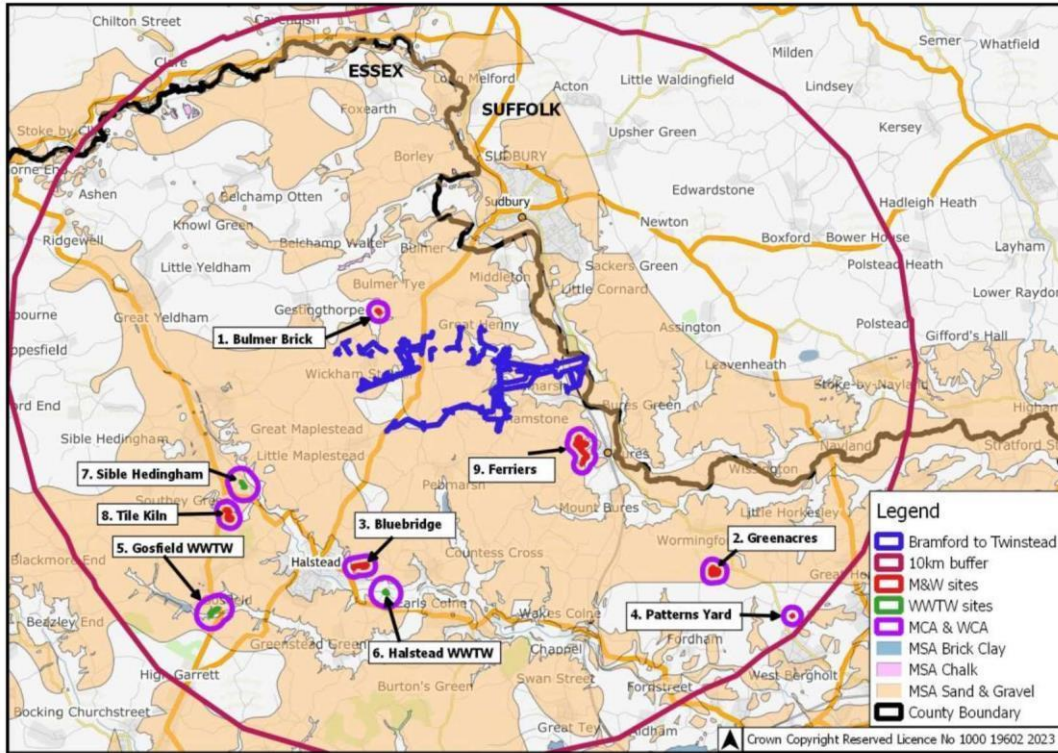 Chilton Street
Cavendish
Clare
ESSEX
Long Melford
Acton
Little Waldingfield
Milden
Lindsey
Semer
Whatfield
Foxearth
SUFFOLK
Upsher Green
Kersey
Stoke by Clare
Borley
SUDBURY
Ashen
Belchamp Otten
Sudbury
Edwardstone
Hadleigh Heath
Knowl Green
Newton
Ridgewell
Belchamp Walter
Bulmer
Boxford
Bower House
Layham
Little Yeldham
Middleton
Sackers Green
Polstead Heath
Bulmer Tye
Little Cornard
Lower Raydon
Gestingthorpe
Great Yeldham
Great Henny
Assington
Polstead
Gifford's Hall
1. Bulmer Brick
Wickham St
Leavenheath
Stoke-by-Nayland
Bures Green
Great Maplestead
Sible Hedingham
Little Maplestead
9. Ferriers
Bures
Nayland
Stratford St
7. Sible Hedingham
Wissington
Pebmarsh
8. Tile Kiln
Southey Gre
Mount Bures
Little Horkesley
3. Bluebridge
Wormingfor
2. Greenacres
Blackmore End
5. Gosfield WWTW
Halstead
Countess Cross
Beazley End
Earls Colne
Wakes Colne
4. Patterns Yard
Greenstead Green
Fordham
6. Halstead WWTW
Chapel
High Garrett
Burton's Green
Swan Street
Fordstreet
West Bergholt
Bocking Churchstreet
Great Tey
Aldham
Legend
Bramford to Twinstead
10km buffer
M&W sites
WWTW sites
MCA & WCA
MSA Brick Clay
MSA Chalk
MSA Sand & Gravel
County Boundary
Crown Copyright Reserved Licence No 1000 19602 2023